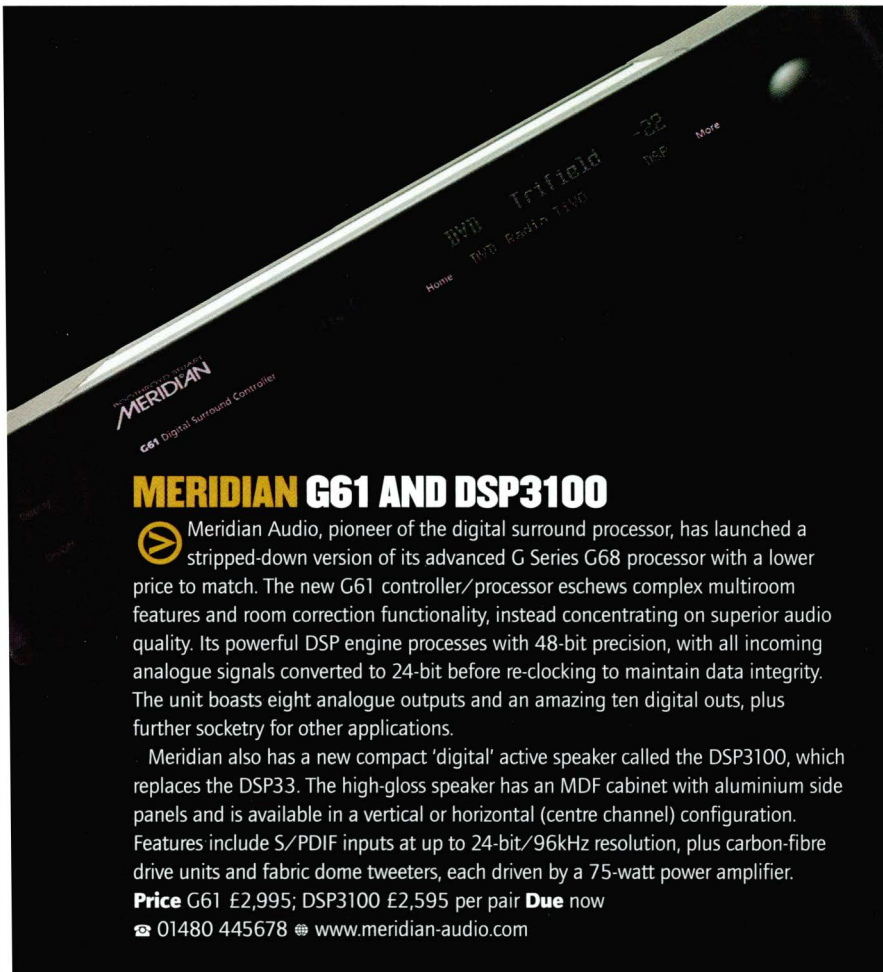 DVD Trifield -22
DVD Radio TiVO DSP
Home More
BOOTHROYD STUART
MERIDIAN
G61 Digital Surround Controller
MERIDIAN G61 AND DSP3100
Meridian Audio, pioneer of the digital surround processor, has launched a
stripped-down version of its advanced G Series G68 processor with a lower
price to match. The new G61 controller/processor eschews complex multiroom
features and room correction functionality, instead concentrating on superior audio
quality. Its powerful DSP engine processes with 48-bit precision, with all incoming
analogue signals converted to 24-bit before re-clocking to maintain data integrity.
The unit boasts eight analogue outputs and an amazing ten digital outs, plus
further socketry for other applications.
Meridian also has a new compact 'digital' active speaker called the DSP3100, which
replaces the DSP33. The high-gloss speaker has an MDF cabinet with aluminium side
panels and is available in a vertical or horizontal (centre channel) configuration.
Features include S/PDIF inputs at up to 24-bit/96kHz resolution, plus carbon-fibre
drive units and fabric dome tweeters, each driven by a 75-watt power amplifier.
Price G61 £2,995; DSP3100 £2,595 per pair Due now
☎ 01480 445678 🌐 www.meridian-audio.com